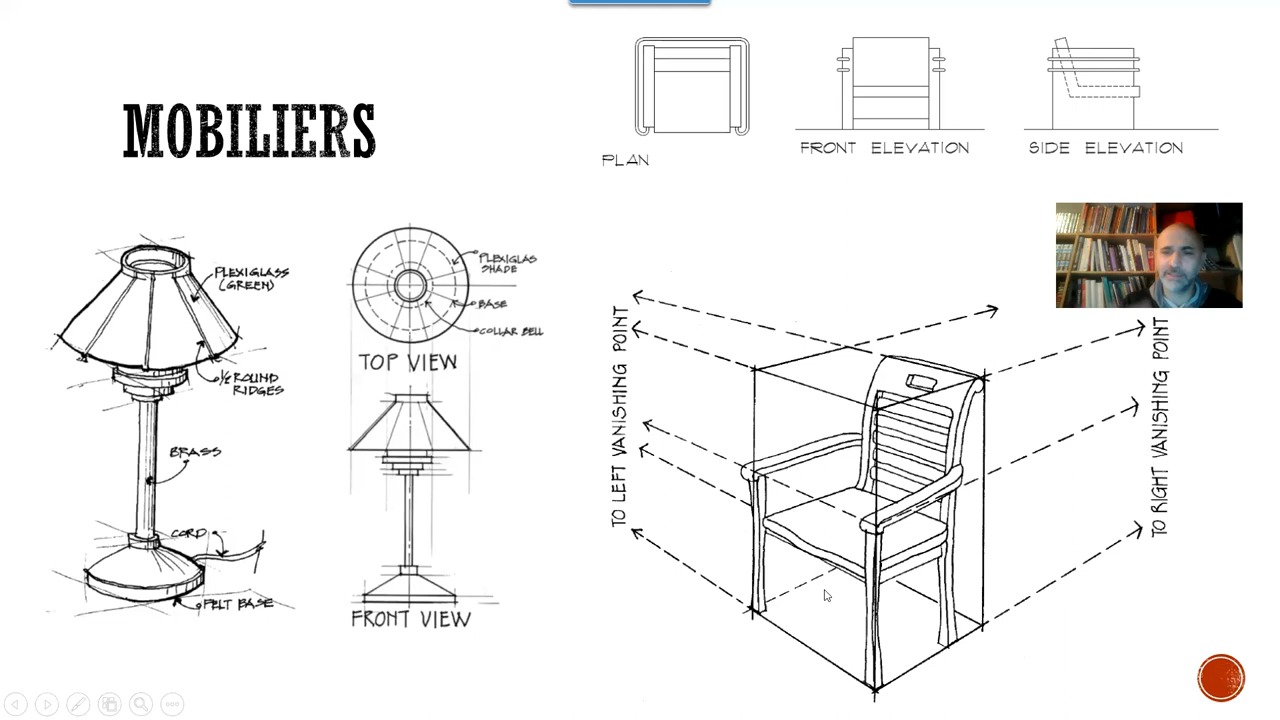 MOBILIERS
PLAN
FRONT ELEVATION
SIDE ELEVATION
PLEXIGLASS
(GREEN)
1/2 ROUND
RIDGES
BRASS
CORD
FELT BASE
PLEXIGLAS
SHADE
BASE
COLLAR BELL
TOP VIEW
FRONT VIEW
TO LEFT VANISHING POINT
TO RIGHT VANISHING POINT